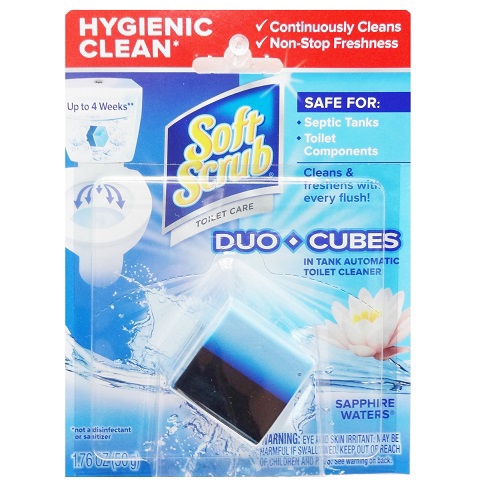 HYGIENIC
CLEAN*
✓ Continuously Cleans
✓ Non-Stop Freshness
Up to 4 Weeks**
Soft
Scrub®
TOILET CARE
SAFE FOR:
• Septic Tanks
• Toilet
Components
Cleans &
freshens with
every flush!
DUO CUBES
IN TANK AUTOMATIC
TOILET CLEANER
SAPPHIRE
WATERS
*not a disinfectant
or sanitizer
1.76 OZ (50g)
WARNING: EYE AND SKIN IRRITANT. MAY BE
HARMFUL IF SWALLOWED. KEEP OUT OF REACH
OF CHILDREN AND See warning on back.